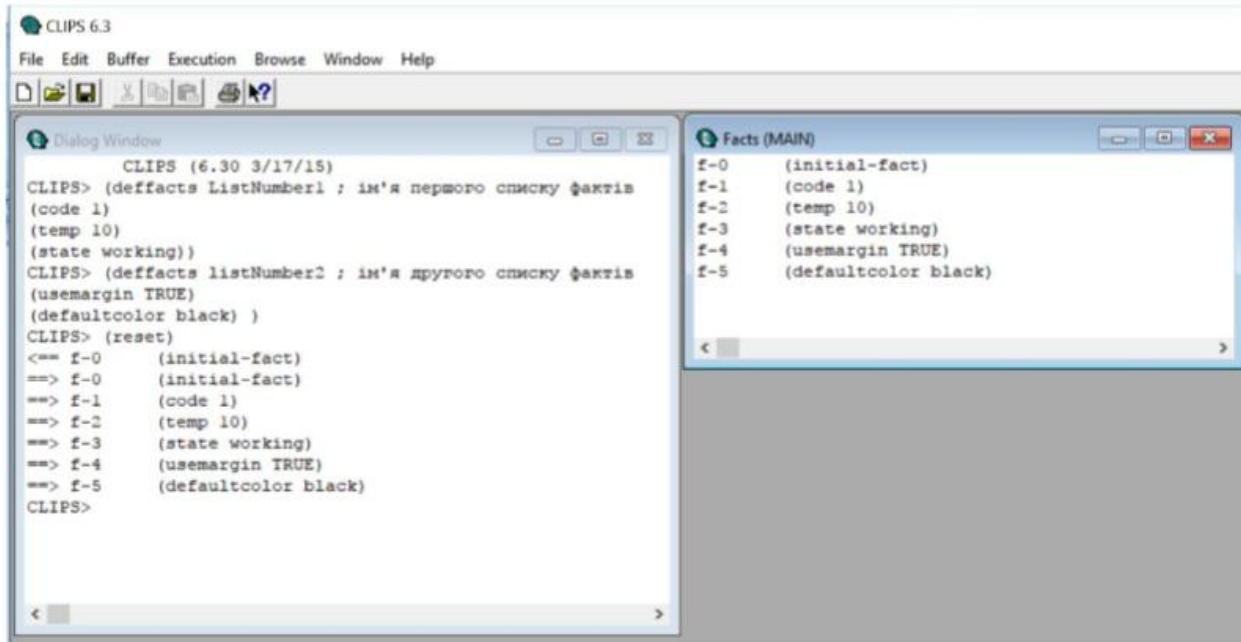 CLIPS 6.3
File Edit Buffer Execution Browse Window Help
Dialog Window
CLIPS (6.30 3/17/15)
CLIPS> (deffacts ListNumber1 ; ім'я першого списку фактів
(code 1)
(temp 10)
(state working))
CLIPS> (deffacts listNumber2 ; ім'я другого списку фактів
(usemargin TRUE)
(defaultcolor black) )
CLIPS> (reset)
<== f-0 (initial-fact)
==> f-0 (initial-fact)
==> f-1 (code 1)
==> f-2 (temp 10)
==> f-3 (state working)
==> f-4 (usemargin TRUE)
==> f-5 (defaultcolor black)
CLIPS>
Facts (MAIN)
f-0 (initial-fact)
f-1 (code 1)
f-2 (temp 10)
f-3 (state working)
f-4 (usemargin TRUE)
f-5 (defaultcolor black)